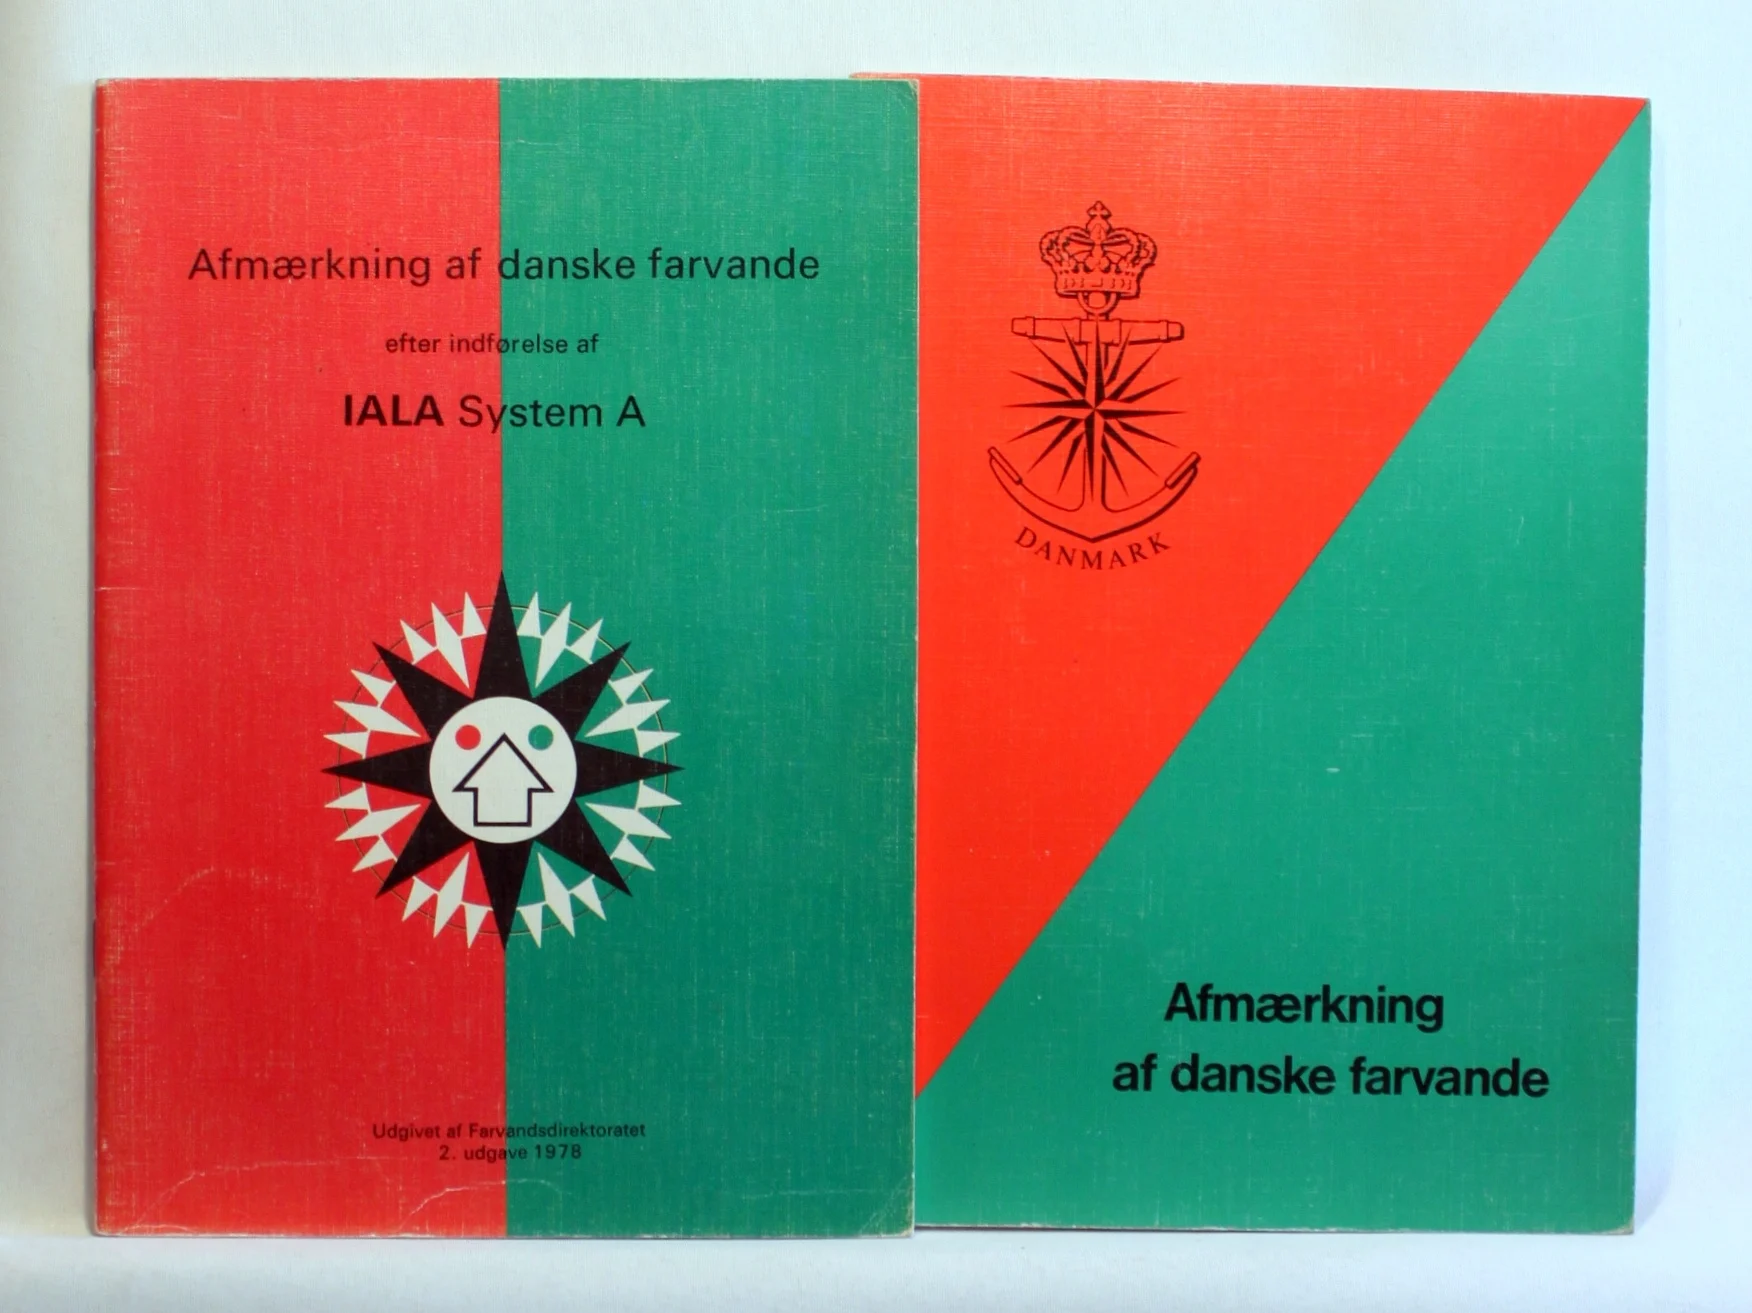 Afmærkning af danske farvande
efter indførelse af
IALA System A
Udgivet af Farvandsdirektoratet
2. udgave 1978
DANMARK
Afmærkning
af danske farvande